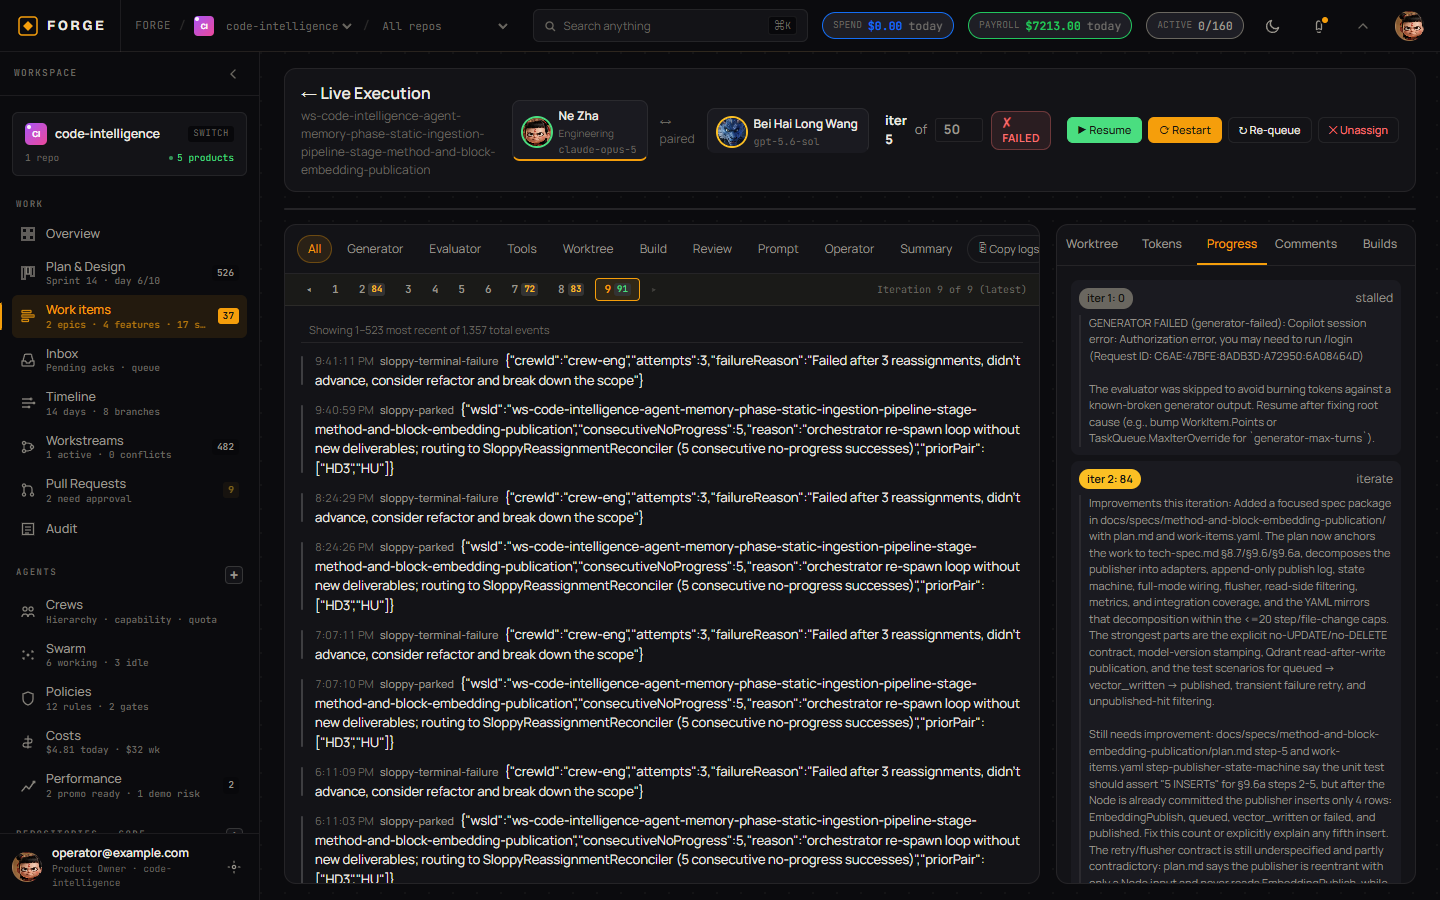 FORGE
FORGE / CI code-intelligence / All repos
Search anything ⌘K
SPEND $0.00 today
PAYROLL $7213.00 today
ACTIVE 0/160
WORKSPACE
CI code-intelligence SWITCH
1 repo • 5 products
WORK
Overview
Plan & Design 526
Sprint 14 · day 6/10
Work items 37
2 epics · 4 features · 17 s…
Inbox
Pending acks · queue
Timeline
14 days · 8 branches
Workstreams 482
1 active · 0 conflicts
Pull Requests 9
2 need approval
Audit
AGENTS +
Crews
Hierarchy · capability · quota
Swarm
6 working · 3 idle
Policies
12 rules · 2 gates
Costs
$4.81 today · $32 wk
Performance 2
2 promo ready · 1 demo risk
operator@example.com
Product Owner · code-
intelligence
← Live Execution
ws-code-intelligence-agent-
memory-phase-static-ingestion-
pipeline-stage-method-and-block-
embedding-publication
Ne Zha
Engineering
claude-opus-5
↔
paired
Bei Hai Long Wang
gpt-5.6-sol
iter
5
of 50
✗
FAILED
▶ Resume
⟳ Restart
↻ Re-queue
✕ Unassign
All Generator Evaluator Tools Worktree Build Review Prompt Operator Summary Copy logs
◂ 1 2 84 3 4 5 6 7 72 8 83 9 91 ▸ Iteration 9 of 9 (latest)
Showing 1–523 most recent of 1,357 total events
9:41:11 PM sloppy-terminal-failure {"crewId":"crew-eng","attempts":3,"failureReason":"Failed after 3 reassignments, didn't
advance, consider refactor and break down the scope"}
9:40:59 PM sloppy-parked {"wsId":"ws-code-intelligence-agent-memory-phase-static-ingestion-pipeline-stage-
method-and-block-embedding-publication","consecutiveNoProgress":5,"reason":"orchestrator re-spawn loop without
new deliverables; routing to SloppyReassignmentReconciler (5 consecutive no-progress successes)","priorPair":
["HD3","HU"]}
8:24:29 PM sloppy-terminal-failure {"crewId":"crew-eng","attempts":3,"failureReason":"Failed after 3 reassignments, didn't
advance, consider refactor and break down the scope"}
8:24:26 PM sloppy-parked {"wsId":"ws-code-intelligence-agent-memory-phase-static-ingestion-pipeline-stage-
method-and-block-embedding-publication","consecutiveNoProgress":5,"reason":"orchestrator re-spawn loop without
new deliverables; routing to SloppyReassignmentReconciler (5 consecutive no-progress successes)","priorPair":
["HD3","HU"]}
7:07:11 PM sloppy-terminal-failure {"crewId":"crew-eng","attempts":3,"failureReason":"Failed after 3 reassignments, didn't
advance, consider refactor and break down the scope"}
7:07:10 PM sloppy-parked {"wsId":"ws-code-intelligence-agent-memory-phase-static-ingestion-pipeline-stage-
method-and-block-embedding-publication","consecutiveNoProgress":5,"reason":"orchestrator re-spawn loop without
new deliverables; routing to SloppyReassignmentReconciler (5 consecutive no-progress successes)","priorPair":
["HD3","HU"]}
6:11:09 PM sloppy-terminal-failure {"crewId":"crew-eng","attempts":3,"failureReason":"Failed after 3 reassignments, didn't
advance, consider refactor and break down the scope"}
6:11:03 PM sloppy-parked {"wsId":"ws-code-intelligence-agent-memory-phase-static-ingestion-pipeline-stage-
method-and-block-embedding-publication","consecutiveNoProgress":5,"reason":"orchestrator re-spawn loop without
new deliverables; routing to SloppyReassignmentReconciler (5 consecutive no-progress successes)","priorPair":
["HD3","HU"]}
Worktree Tokens Progress Comments Builds
iter 1: 0 stalled
GENERATOR FAILED (generator-failed): Copilot session
error: Authorization error, you may need to run /login
(Request ID: C6AE:47BFE:8ADB3D:A72950:6A08464D)
The evaluator was skipped to avoid burning tokens against a
known-broken generator output. Resume after fixing root
cause (e.g., bump WorkItem.Points or
TaskQueue.MaxIterOverride for `generator-max-turns`).
iter 2: 84 iterate
Improvements this iteration: Added a focused spec package
in docs/specs/method-and-block-embedding-publication/
with plan.md and work-items.yaml. The plan now anchors
the work to tech-spec.md §8.7/§9.6/§9.6a, decomposes the
publisher into adapters, append-only publish log, state
machine, full-mode wiring, flusher, read-side filtering,
metrics, and integration coverage, and the YAML mirrors
that decomposition within the <=20 step/file-change caps.
The strongest parts are the explicit no-UPDATE/no-DELETE
contract, model-version stamping, Qdrant read-after-write
publication, and the test scenarios for queued →
vector_written → published, transient failure retry, and
unpublished-hit filtering.
Still needs improvement: docs/specs/method-and-block-
embedding-publication/plan.md step-5 and work-
items.yaml step-publisher-state-machine say the unit test
should assert "5 INSERTs" for §9.6a steps 2-5, but after the
Node is already committed the publisher inserts only 4 rows:
EmbeddingPublish, queued, vector_written or failed, and
published. Fix this count or explicitly explain any fifth insert.
The retry/flusher contract is still underspecified and partly
contradictory: plan.md says the publisher is reentrant with
only a Node input and never reads EmbeddingPublish, while